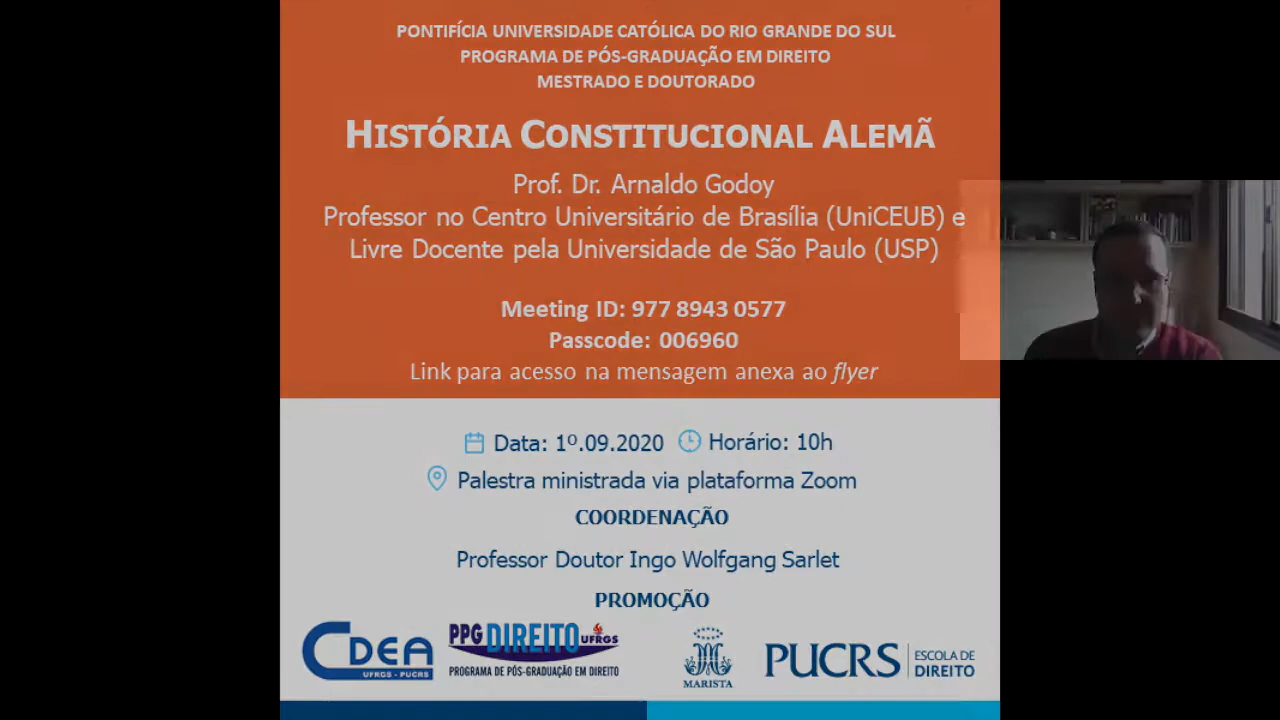 PONTIFÍCIA UNIVERSIDADE CATÓLICA DO RIO GRANDE DO SUL
PROGRAMA DE PÓS-GRADUAÇÃO EM DIREITO
MESTRADO E DOUTORADO
HISTÓRIA CONSTITUCIONAL ALEMÃ
Prof. Dr. Arnaldo Godoy
Professor no Centro Universitário de Brasília (UniCEUB) e
Livre Docente pela Universidade de São Paulo (USP)
Meeting ID: 977 8943 0577
Passcode: 006960
Link para acesso na mensagem anexa ao flyer
Data: 1º.09.2020 Horário: 10h
Palestra ministrada via plataforma Zoom
COORDENAÇÃO
Professor Doutor Ingo Wolfgang Sarlet
PROMOÇÃO
CDEA
UFRGS - PUCRS
PPG DIREITO UFRGS
PROGRAMA DE PÓS-GRADUAÇÃO EM DIREITO
MARISTA
PUCRS
ESCOLA DE
DIREITO